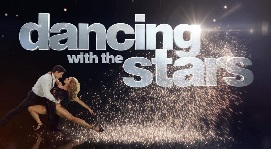 dancing
with the
stars